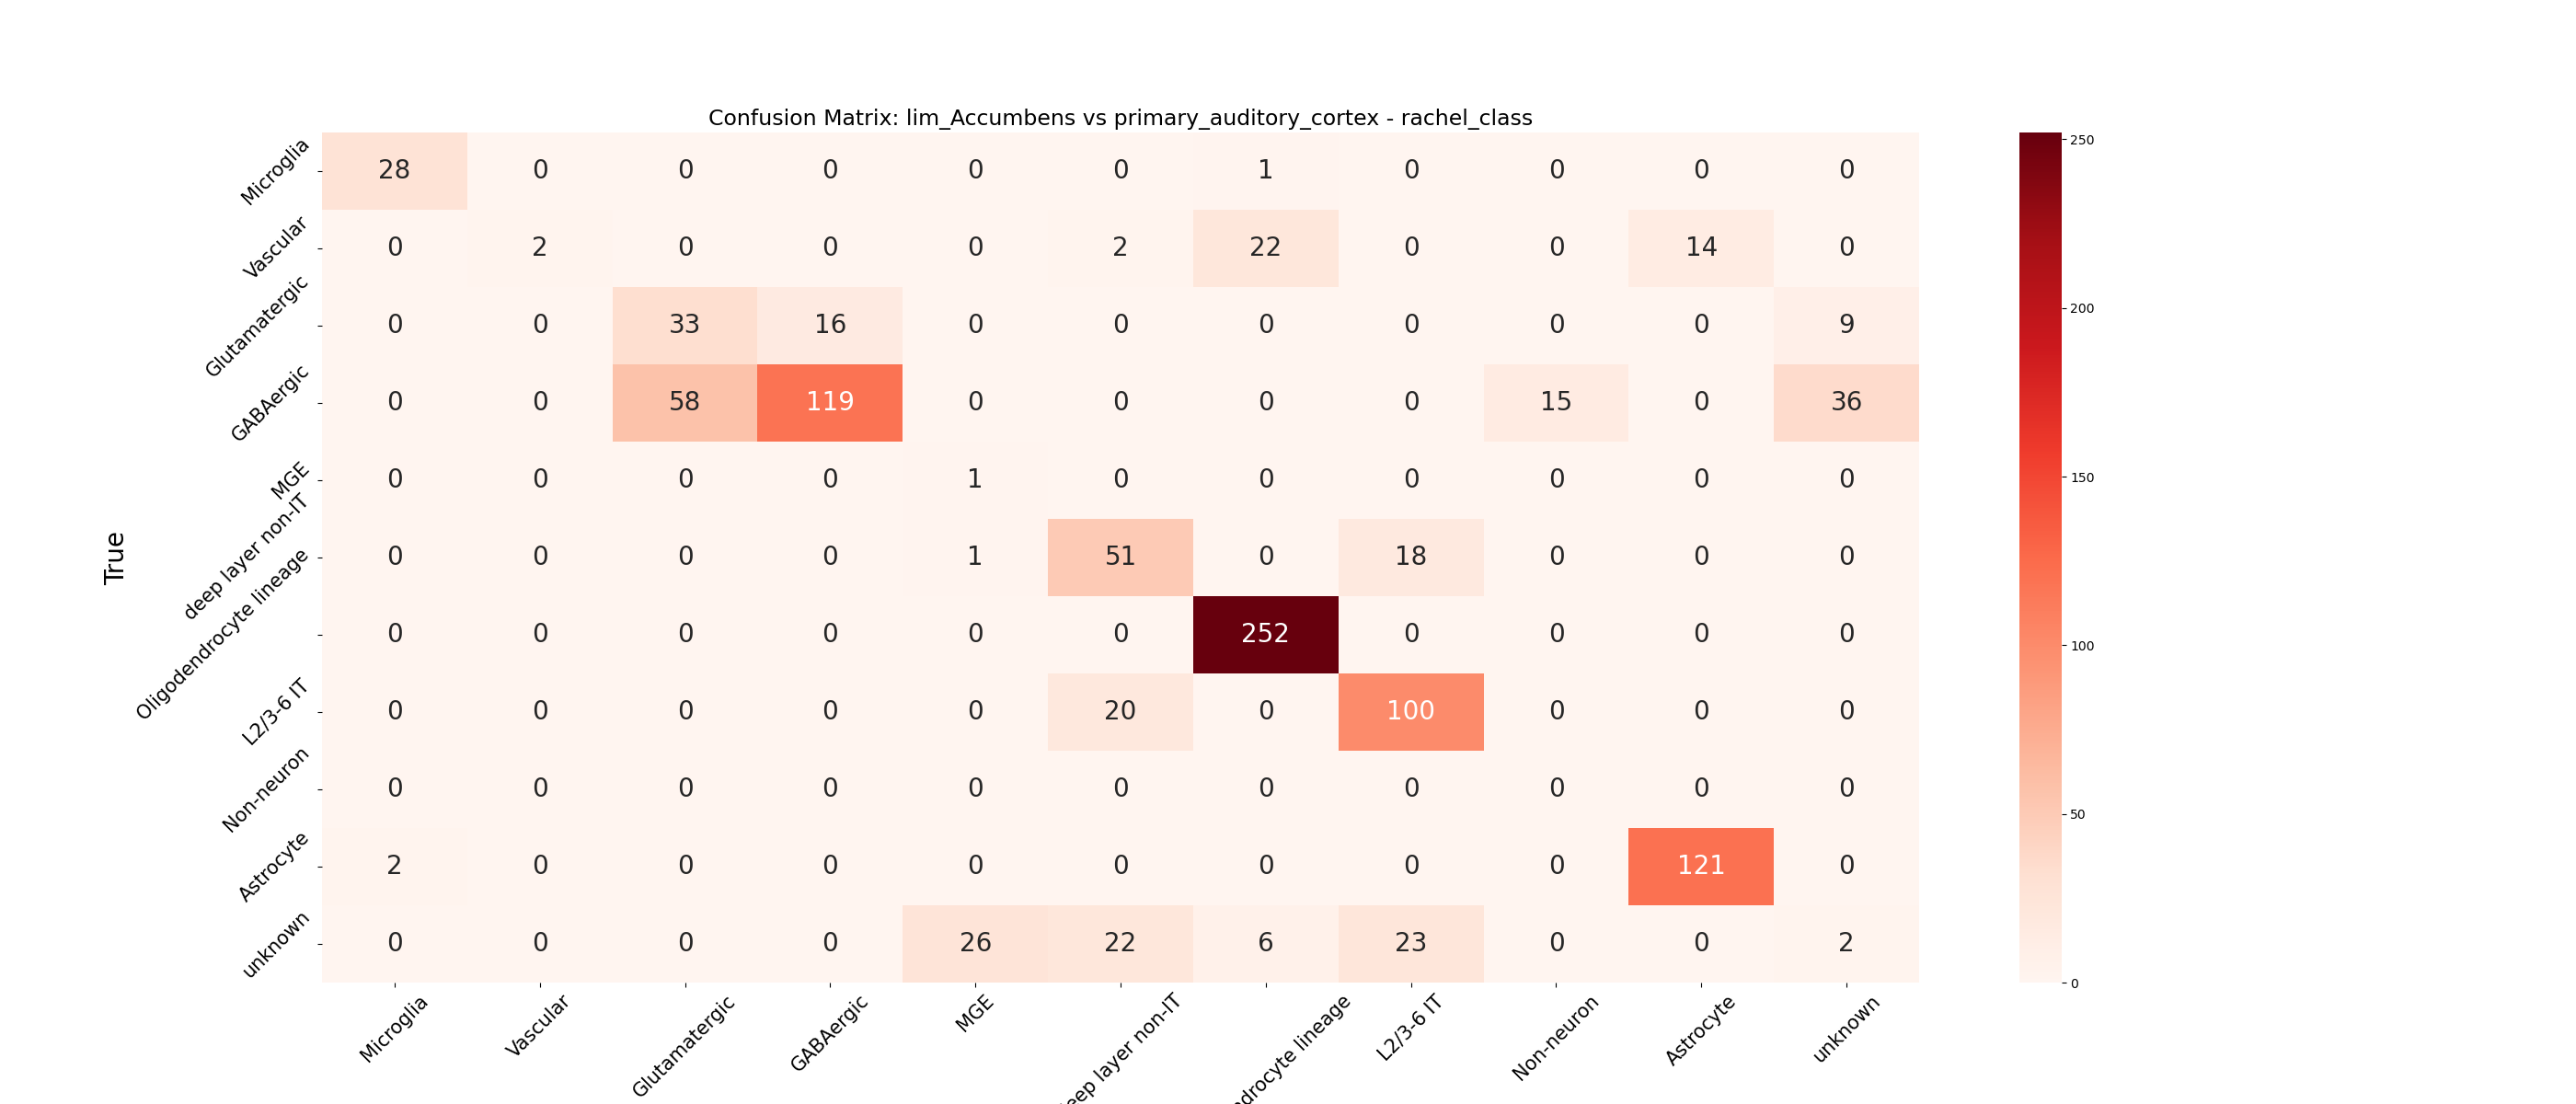 Confusion Matrix: lim_Accumbens vs primary_auditory_cortex - rachel_class
True
Microglia 28 0 0 0 0 0 1 0 0 0 0
Vascular 0 2 0 0 0 2 22 0 0 14 0
Glutamatergic 0 0 33 16 0 0 0 0 0 0 9
GABAergic 0 0 58 119 0 0 0 0 15 0 36
MGE 0 0 0 0 1 0 0 0 0 0 0
deep layer non-IT 0 0 0 0 1 51 0 18 0 0 0
Oligodendrocyte lineage 0 0 0 0 0 0 252 0 0 0 0
L2/3-6 IT 0 0 0 0 0 20 0 100 0 0 0
Non-neuron 0 0 0 0 0 0 0 0 0 0 0
Astrocyte 2 0 0 0 0 0 0 0 0 121 0
unknown 0 0 0 0 26 22 6 23 0 0 2
Microglia
Vascular
Glutamatergic
GABAergic
MGE
eep layer non-IT
ndrocyte lineage
L2/3-6 IT
Non-neuron
Astrocyte
unknown
250
200
150
100
50
0